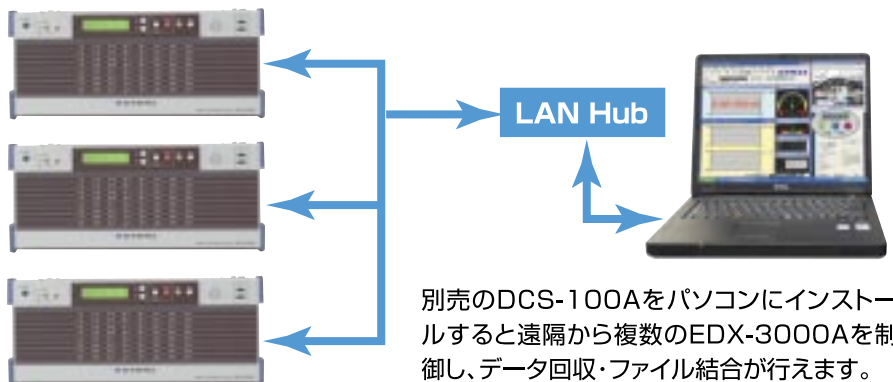 LAN Hub
別売のDCS-100Aをパソコンにインストー
ルすると遠隔から複数のEDX-3000Aを制
御し、データ回収・ファイル結合が行えます。